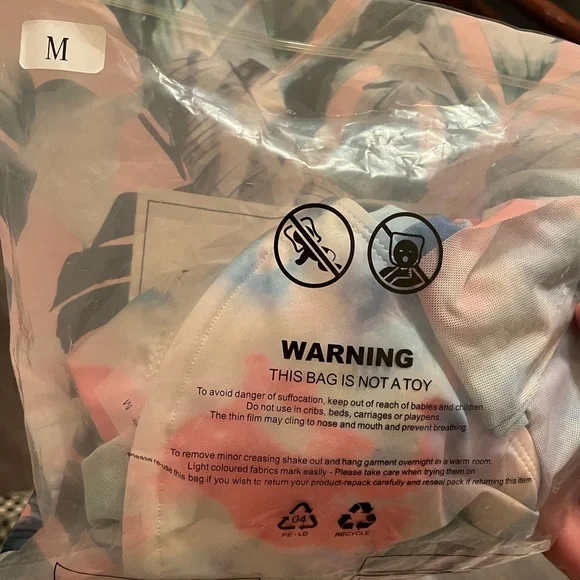 M
WARNING
THIS BAG IS NOT A TOY
To avoid danger of suffocation, keep out of reach of babies and children.
Do not use in cribs, beds, carriages or playpens.
The thin film may cling to nose and mouth and prevent breathing.
To remove minor creasing shake out and hang garment overnight in a warm room.
Light coloured fabrics mark easily - Please take care when trying them on
Please re-use this bag if you wish to return your product-repack carefully and reseal pack if returning this item
04
PE-LD RECYCLE
M